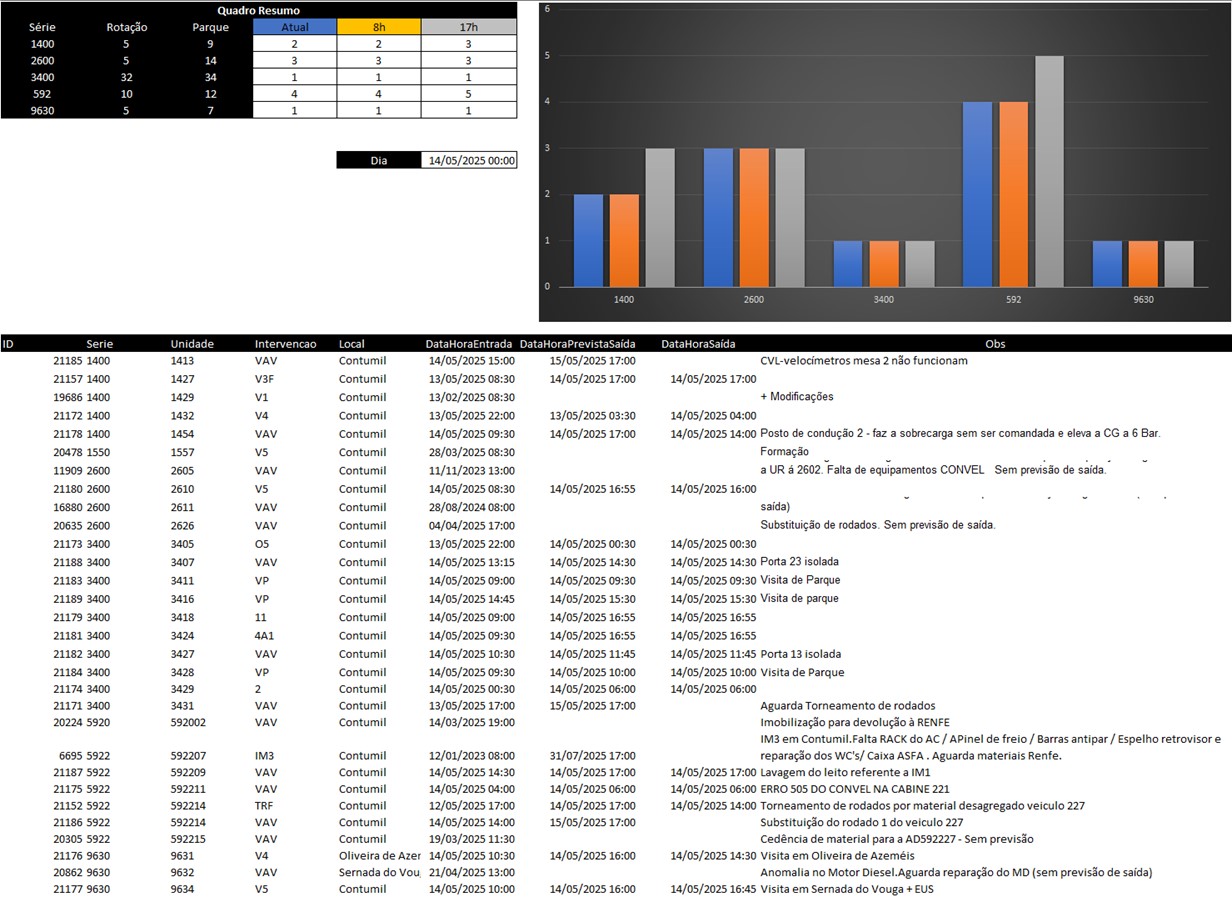 Quadro Resumo
Série Rotação Parque Atual 8h 17h
1400 5 9 2 2 3
2600 5 14 3 3 3
3400 32 34 1 1 1
592 10 12 4 4 5
9630 5 7 1 1 1
Dia 14/05/2025 00:00
6
5
4
3
2
1
0
1400 2600 3400 592 9630
ID Serie Unidade Intervencao Local DataHoraEntrada DataHoraPrevistaSaída DataHoraSaída Obs
21185 1400 1413 VAV Contumil 14/05/2025 15:00 15/05/2025 17:00 CVL-velocímetros mesa 2 não funcionam
21157 1400 1427 V3F Contumil 13/05/2025 08:30 14/05/2025 17:00 14/05/2025 17:00
19686 1400 1429 V1 Contumil 13/02/2025 08:30 + Modificações
21172 1400 1432 V4 Contumil 13/05/2025 22:00 13/05/2025 03:30 14/05/2025 04:00
21178 1400 1454 VAV Contumil 14/05/2025 09:30 14/05/2025 17:00 14/05/2025 14:00 Posto de condução 2 - faz a sobrecarga sem ser comandada e eleva a CG a 6 Bar.
20478 1550 1557 V5 Contumil 28/03/2025 08:30 Formação
11909 2600 2605 VAV Contumil 11/11/2023 13:00 a UR á 2602. Falta de equipamentos CONVEL Sem previsão de saída.
21180 2600 2610 V5 Contumil 14/05/2025 08:30 14/05/2025 16:55 14/05/2025 16:00
16880 2600 2611 VAV Contumil 28/08/2024 08:00 saída)
20635 2600 2626 VAV Contumil 04/04/2025 17:00 Substituição de rodados. Sem previsão de saída.
21173 3400 3405 O5 Contumil 13/05/2025 22:00 14/05/2025 00:30 14/05/2025 00:30
21188 3400 3407 VAV Contumil 14/05/2025 13:15 14/05/2025 14:30 14/05/2025 14:30 Porta 23 isolada
21183 3400 3411 VP Contumil 14/05/2025 09:00 14/05/2025 09:30 14/05/2025 09:30 Visita de Parque
21189 3400 3416 VP Contumil 14/05/2025 14:45 14/05/2025 15:30 14/05/2025 15:30 Visita de parque
21179 3400 3418 11 Contumil 14/05/2025 09:00 14/05/2025 16:55 14/05/2025 16:55
21181 3400 3424 4A1 Contumil 14/05/2025 09:30 14/05/2025 16:55 14/05/2025 16:55
21182 3400 3427 VAV Contumil 14/05/2025 10:30 14/05/2025 11:45 14/05/2025 11:45 Porta 13 isolada
21184 3400 3428 VP Contumil 14/05/2025 09:30 14/05/2025 10:00 14/05/2025 10:00 Visita de Parque
21174 3400 3429 2 Contumil 14/05/2025 00:30 14/05/2025 06:00 14/05/2025 06:00
21171 3400 3431 VAV Contumil 13/05/2025 17:00 15/05/2025 17:00 Aguarda Torneamento de rodados
20224 5920 592002 VAV Contumil 14/03/2025 19:00 Imobilização para devolução à RENFE
IM3 em Contumil.Falta RACK do AC / APinel de freio / Barras antipar / Espelho retrovisor e
6695 5922 592207 IM3 Contumil 12/01/2023 08:00 31/07/2025 17:00 reparação dos WC's/ Caixa ASFA . Aguarda materiais Renfe.
21187 5922 592209 VAV Contumil 14/05/2025 14:30 14/05/2025 17:00 14/05/2025 17:00 Lavagem do leito referente a IM1
21175 5922 592211 VAV Contumil 14/05/2025 04:00 14/05/2025 06:00 14/05/2025 06:00 ERRO 505 DO CONVEL NA CABINE 221
21152 5922 592214 TRF Contumil 12/05/2025 17:00 14/05/2025 17:00 14/05/2025 14:00 Torneamento de rodados por material desagregado veiculo 227
21186 5922 592214 VAV Contumil 14/05/2025 14:00 15/05/2025 17:00 Substituição do rodado 1 do veiculo 227
20305 5922 592215 VAV Contumil 19/03/2025 11:30 Cedência de material para a AD592227 - Sem previsão
21176 9630 9631 V4 Oliveira de Azer 14/05/2025 10:30 14/05/2025 16:00 14/05/2025 14:30 Visita em Oliveira de Azeméis
20862 9630 9632 VAV Sernada do Vou 21/04/2025 13:00 Anomalia no Motor Diesel.Aguarda reparação do MD (sem previsão de saída)
21177 9630 9634 V5 Contumil 14/05/2025 10:00 14/05/2025 16:00 14/05/2025 16:45 Visita em Sernada do Vouga + EUS